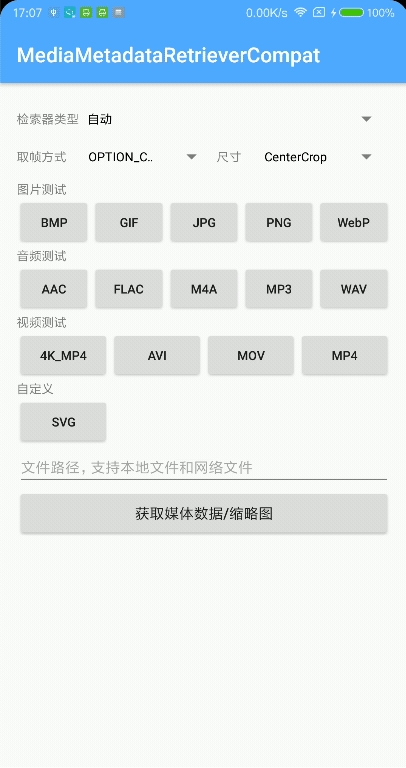 17:07 0.00K/s 100%
MediaMetadataRetrieverCompat
检索器类型 自动
取帧方式 OPTION_C.. 尺寸 CenterCrop
图片测试
BMP GIF JPG PNG WebP
音频测试
AAC FLAC M4A MP3 WAV
视频测试
4K_MP4 AVI MOV MP4
自定义
SVG
文件路径，支持本地文件和网络文件
获取媒体数据/缩略图